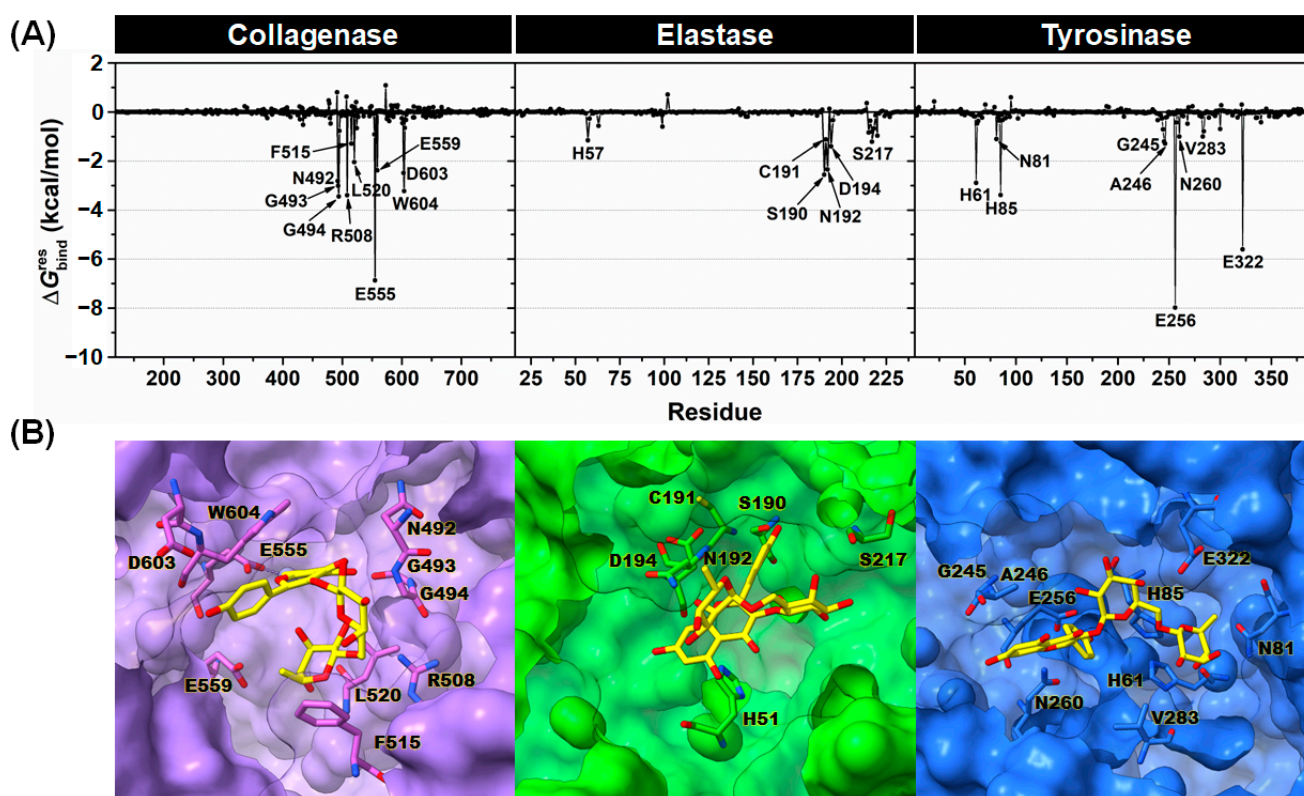 (A)
Collagenase Elastase Tyrosinase
ΔG res bind (kcal/mol)
2
0
−2
−4
−6
−8
−10
F515
N492
G493
G494
R508
L520
E555
E559
D603
W604
H57
C191
S190
N192
D194
S217
H61
H85
N81
G245
A246
E256
N260
V283
E322
200 300 400 500 600 700
25 50 75 100 125 150 175 200 225
50 100 150 200 250 300 350
Residue
(B)
W604
D603
E555
N492
G493
G494
E559
L520
R508
F515
C191
S190
D194
N192
S217
H51
E322
G245
A246
E256
H85
N81
H61
N260
V283